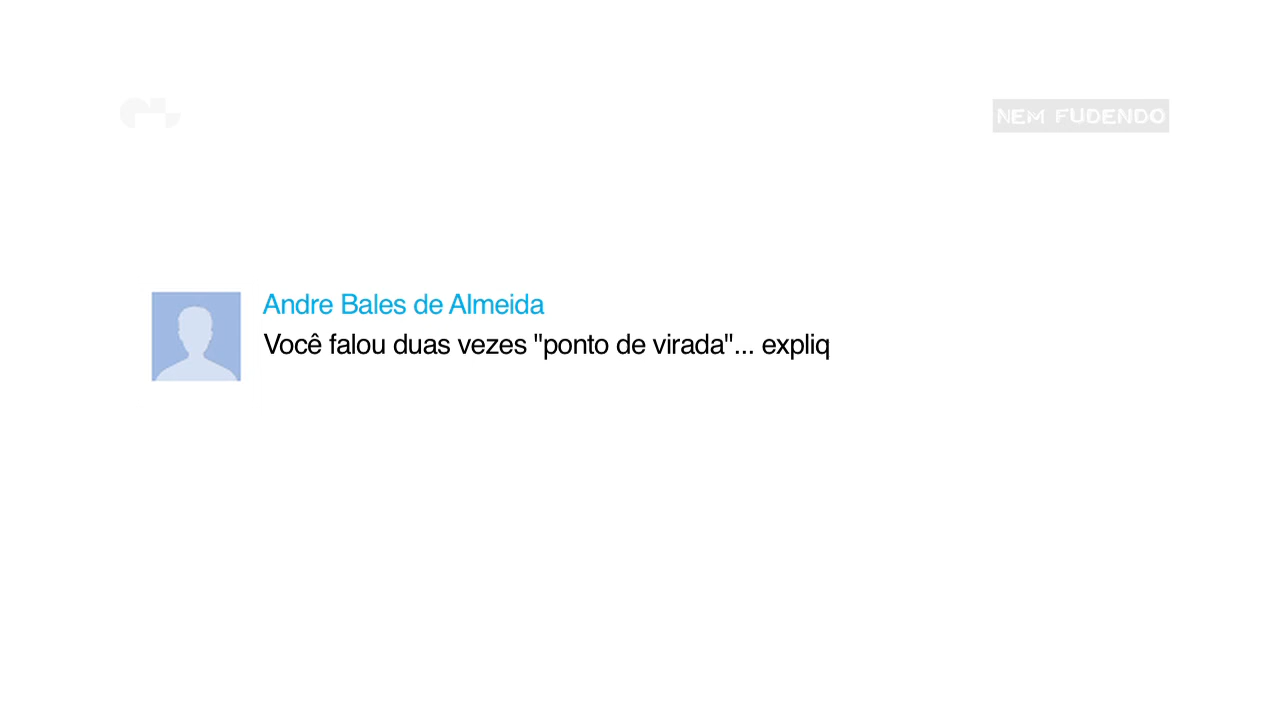 NEM FUDENDO
Andre Bales de Almeida
Você falou duas vezes "ponto de virada"... expliq